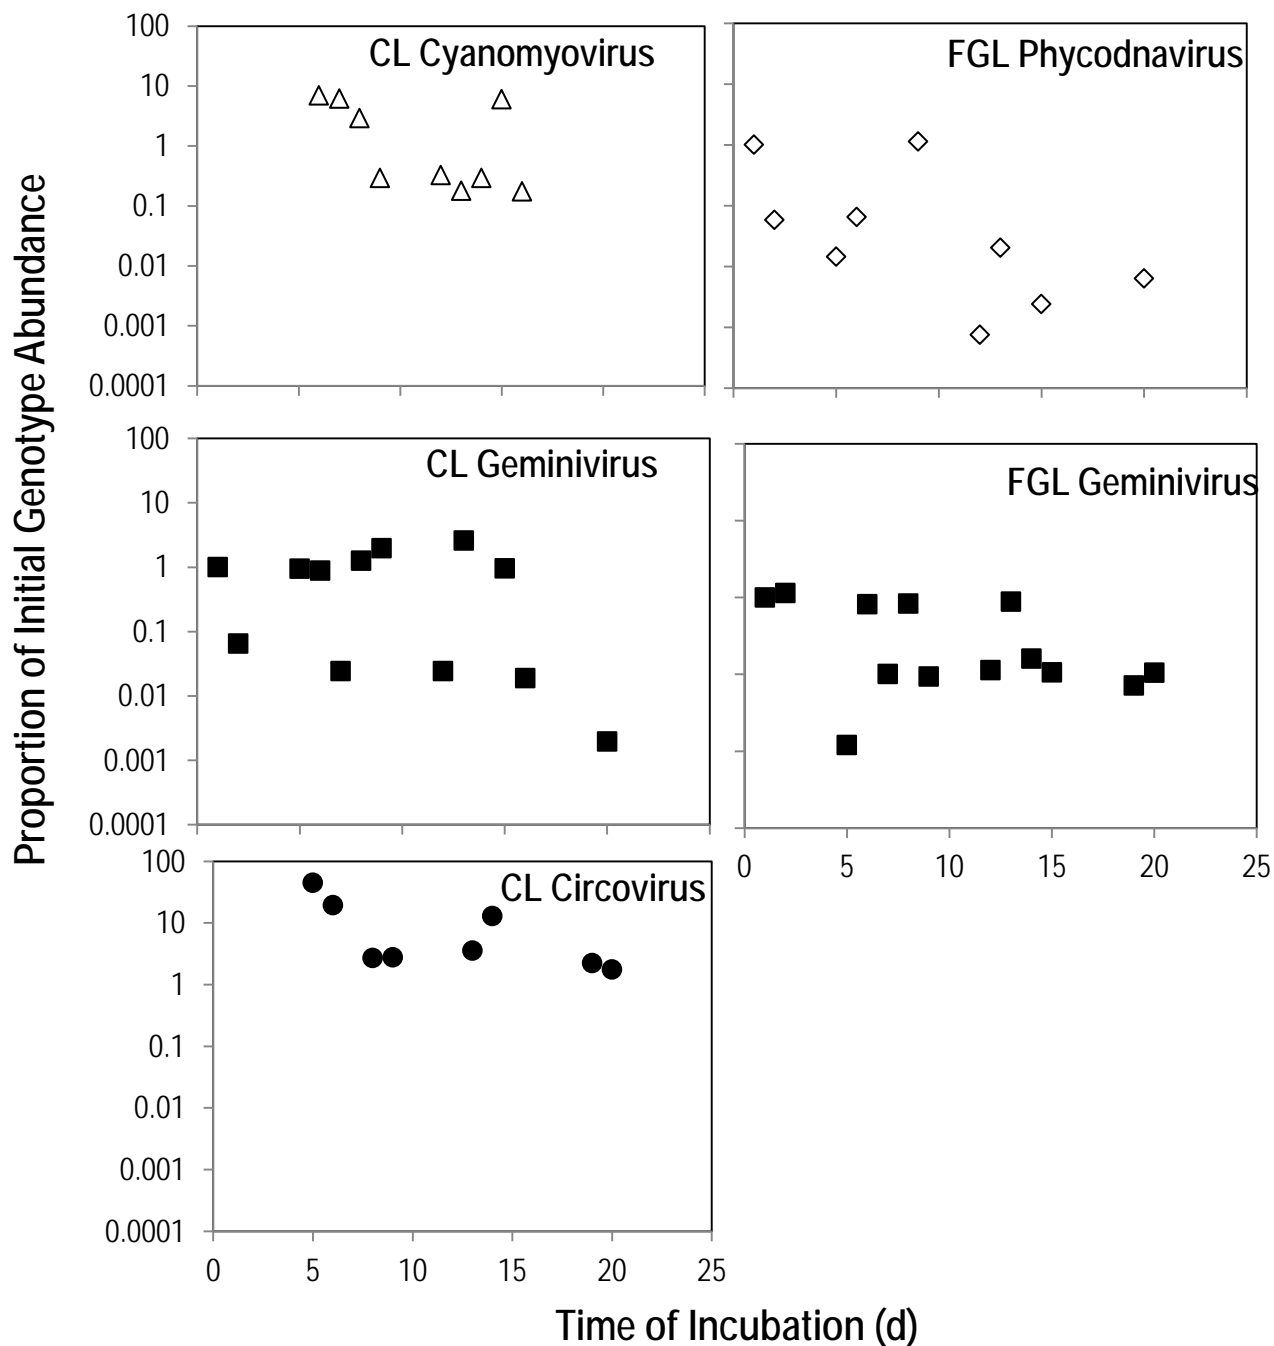 Proportion of Initial Genotype Abundance
100
10
1
0.1
0.01
0.001
0.0001
CL Cyanomyovirus
FGL Phycodnavirus
100
10
1
0.1
0.01
0.001
0.0001
CL Geminivirus
FGL Geminivirus
0 5 10 15 20 25
100
10
1
0.1
0.01
0.001
0.0001
CL Circovirus
0 5 10 15 20 25
Time of Incubation (d)